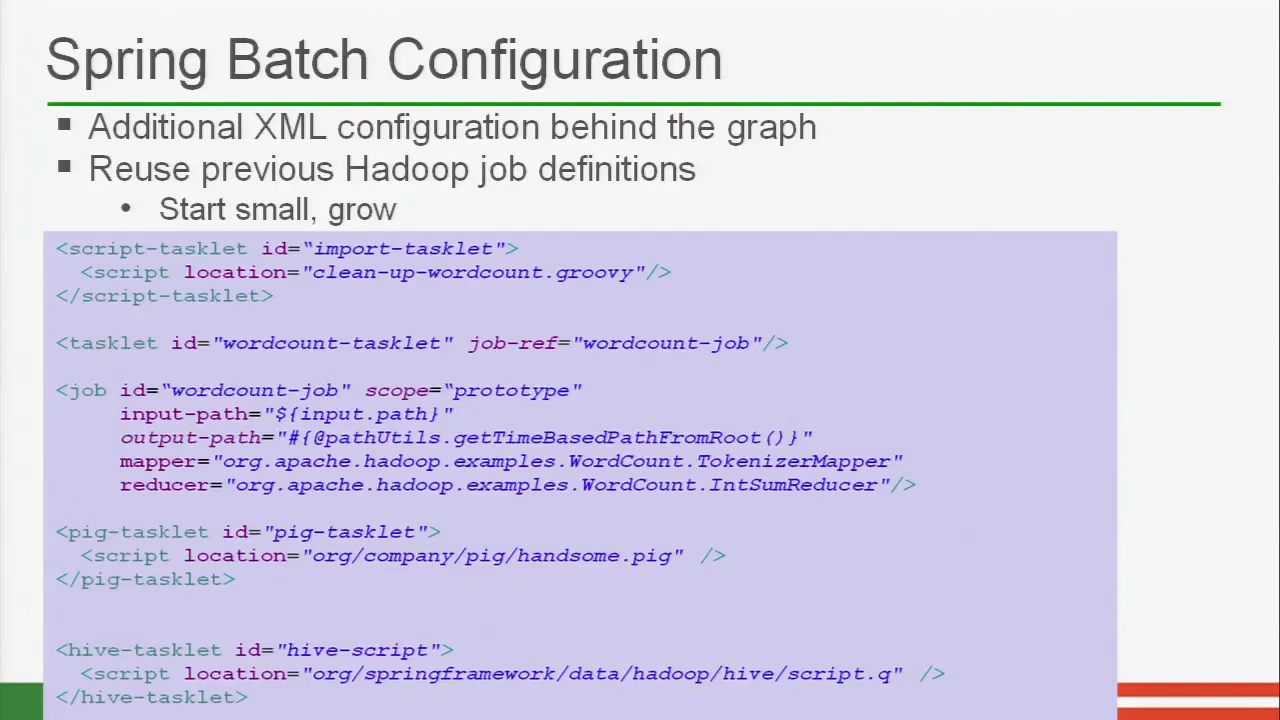 Spring Batch Configuration
▪ Additional XML configuration behind the graph
▪ Reuse previous Hadoop job definitions
• Start small, grow
<script-tasklet id=“import-tasklet">
  <script location="clean-up-wordcount.groovy"/>
</script-tasklet>
<tasklet id="wordcount-tasklet" job-ref="wordcount-job"/>
<job id=“wordcount-job" scope=“prototype"
     input-path="${input.path}"
     output-path="#{@pathUtils.getTimeBasedPathFromRoot()}"
     mapper="org.apache.hadoop.examples.WordCount.TokenizerMapper"
     reducer="org.apache.hadoop.examples.WordCount.IntSumReducer"/>
<pig-tasklet id="pig-tasklet">
  <script location="org/company/pig/handsome.pig" />
</pig-tasklet>
<hive-tasklet id="hive-script">
  <script location="org/springframework/data/hadoop/hive/script.q" />
</hive-tasklet>